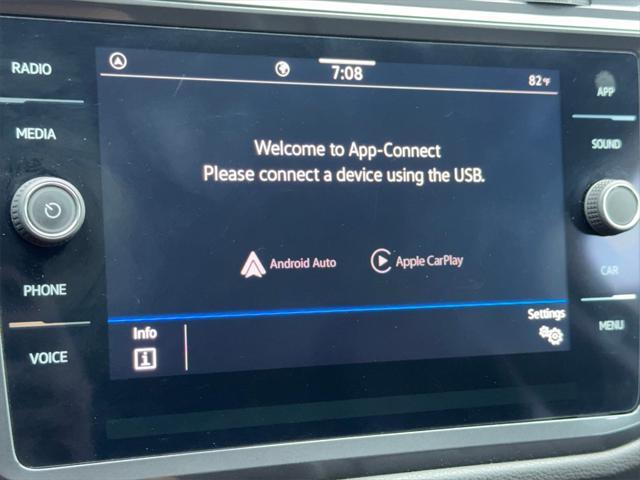 RADIO
MEDIA
PHONE
VOICE
7:08
82°F
Welcome to App-Connect
Please connect a device using the USB.
Android Auto
Apple CarPlay
Info
i
Settings
APP
SOUND
CAR
MENU